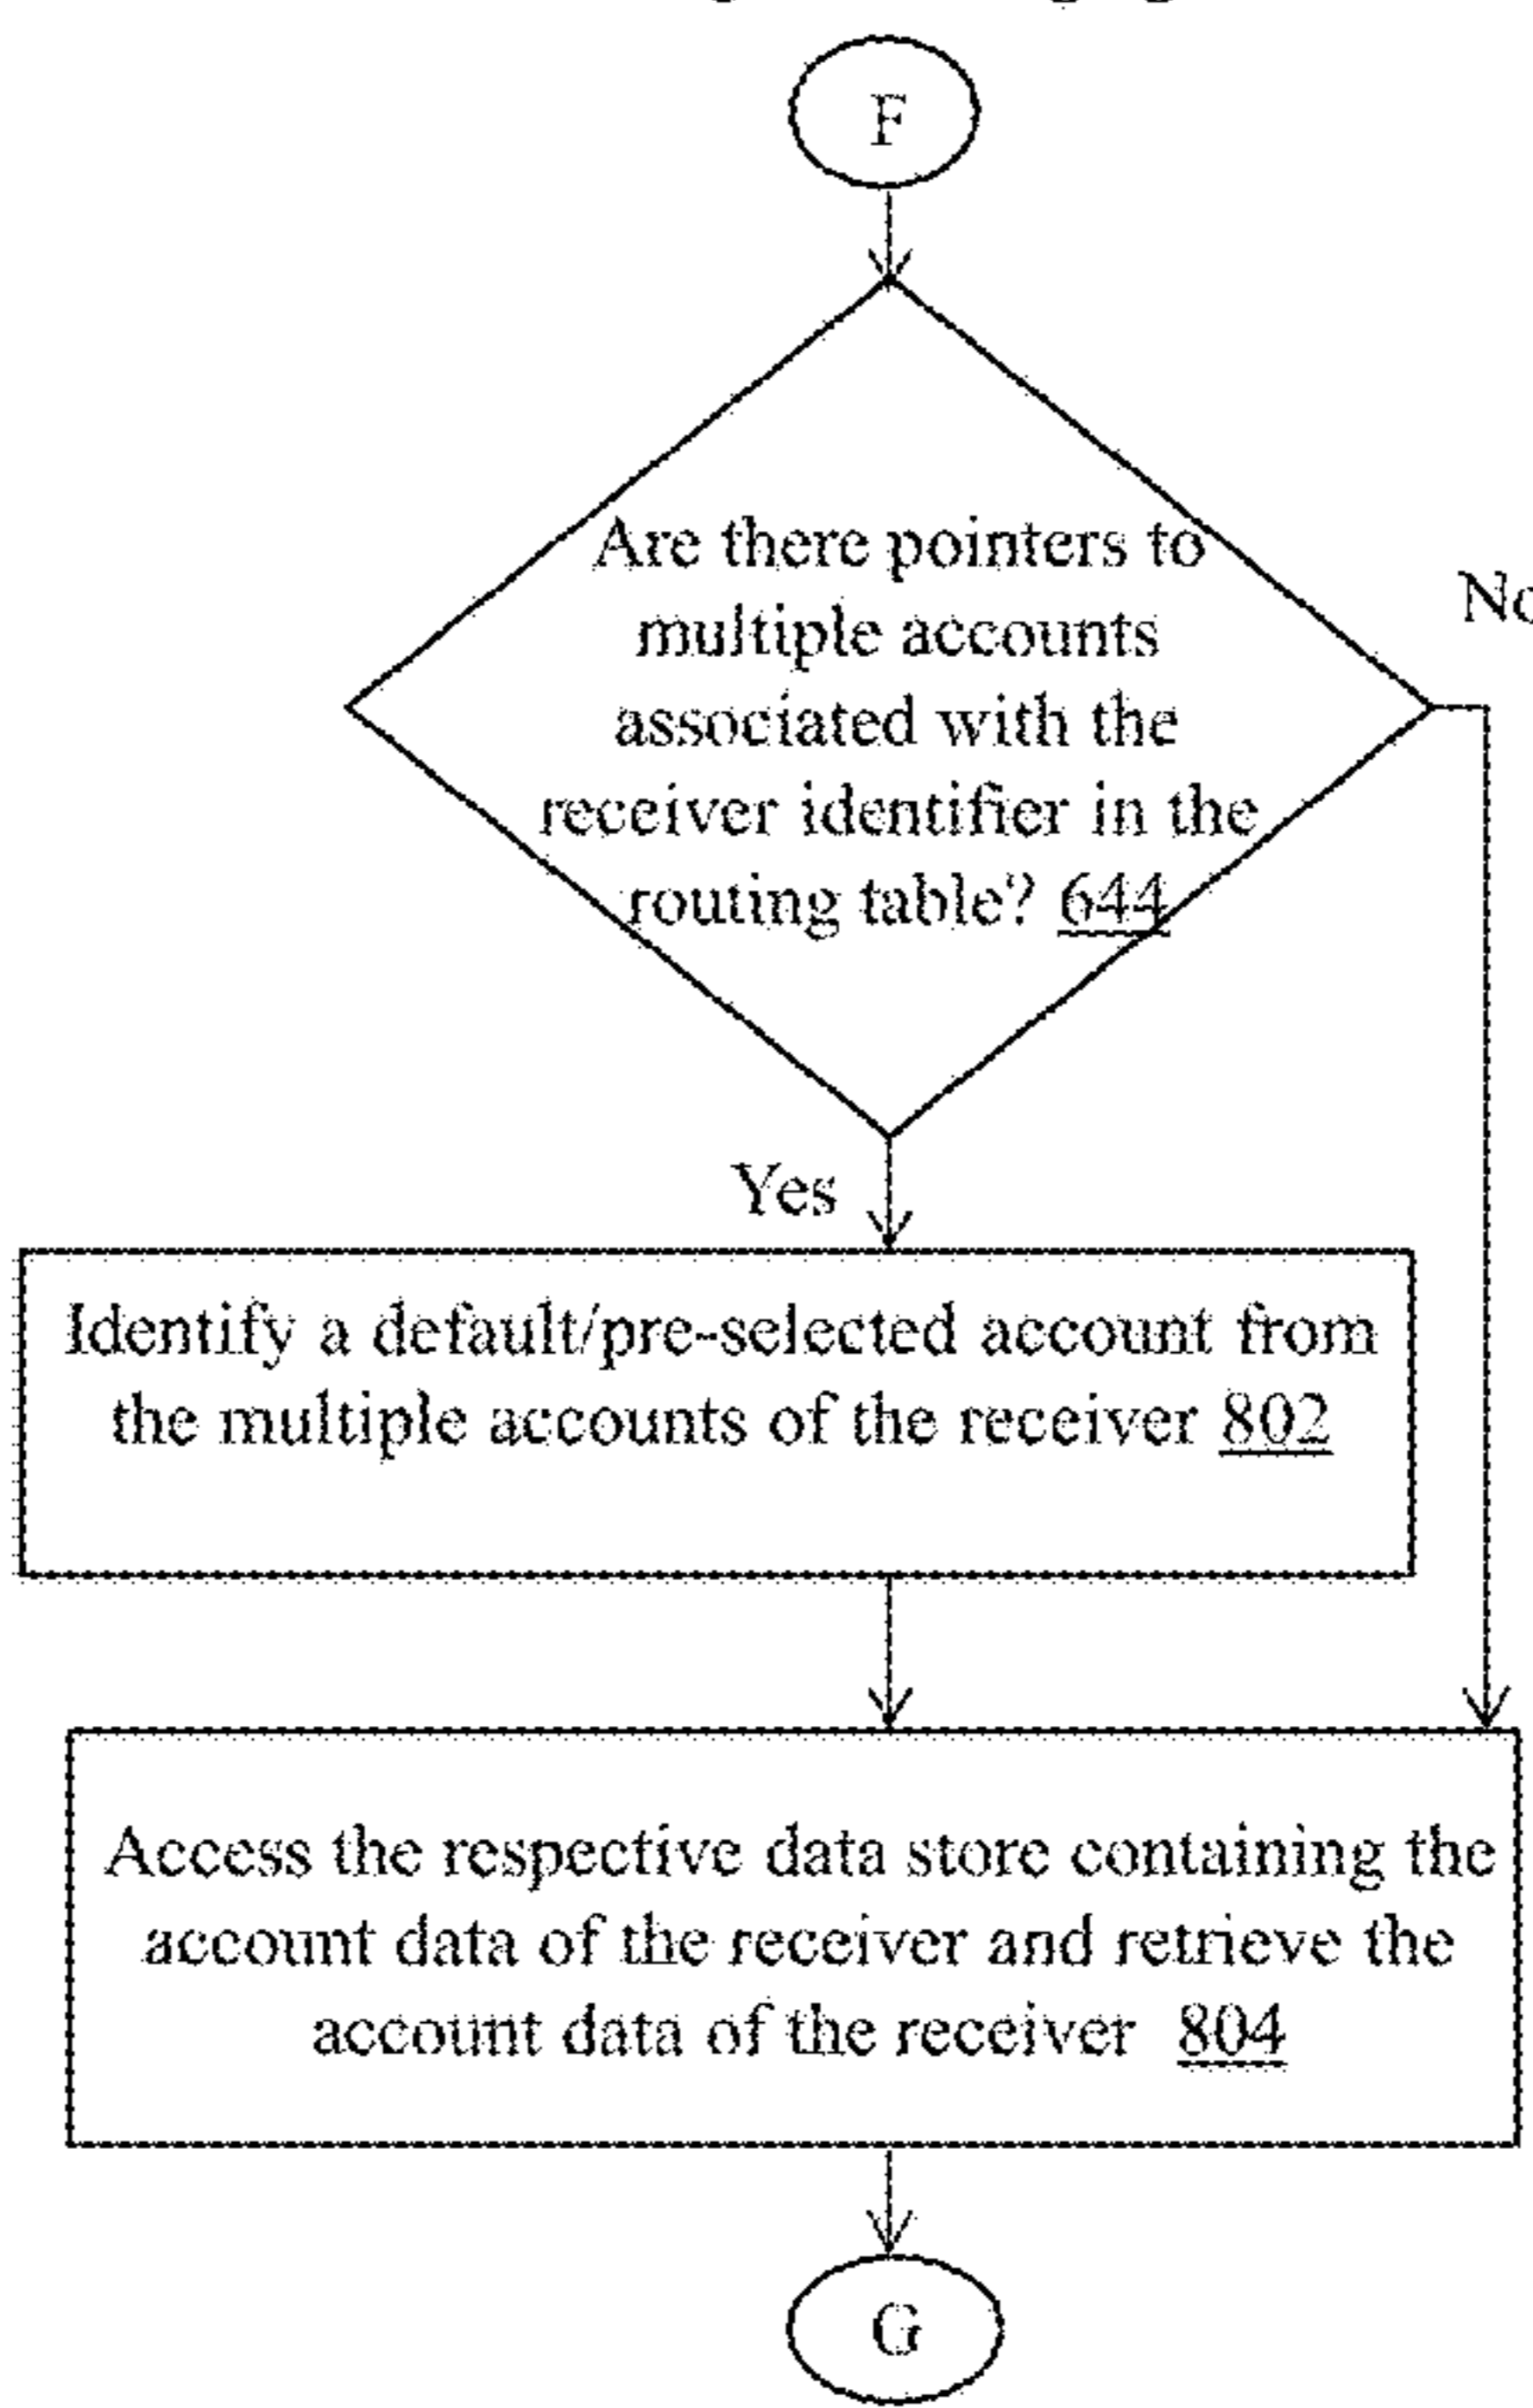 F
Are there pointers to
multiple accounts
associated with the
receiver identifier in the
routing table? 644
No
Yes
Identify a default/pre-selected account from
the multiple accounts of the receiver 802
Access the respective data store containing the
account data of the receiver and retrieve the
account data of the receiver 804
G